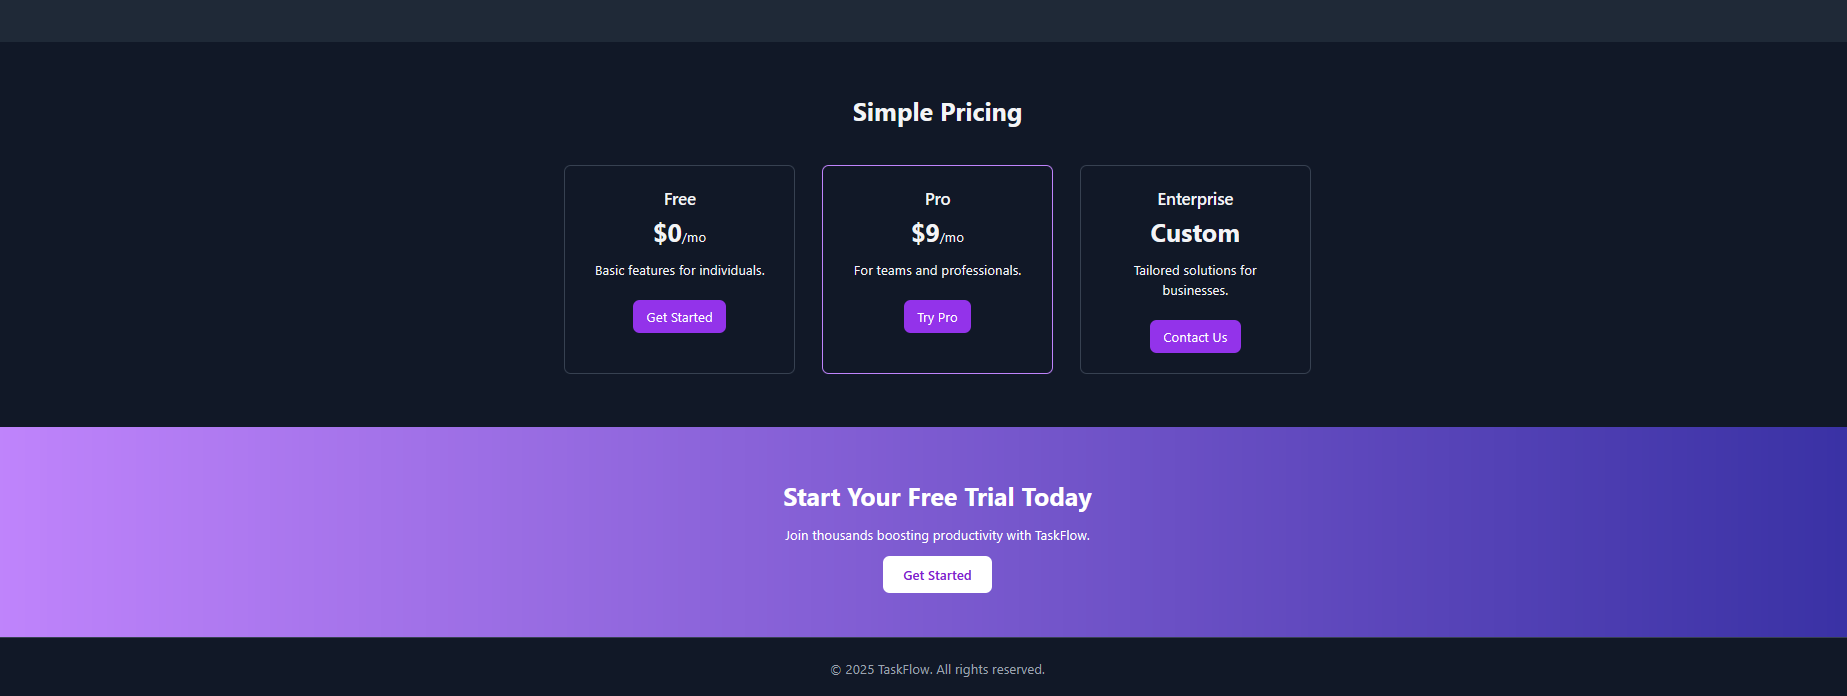 Simple Pricing
Free
$0/mo
Basic features for individuals.
Get Started
Pro
$9/mo
For teams and professionals.
Try Pro
Enterprise
Custom
Tailored solutions for
businesses.
Contact Us
Start Your Free Trial Today
Join thousands boosting productivity with TaskFlow.
Get Started
© 2025 TaskFlow. All rights reserved.